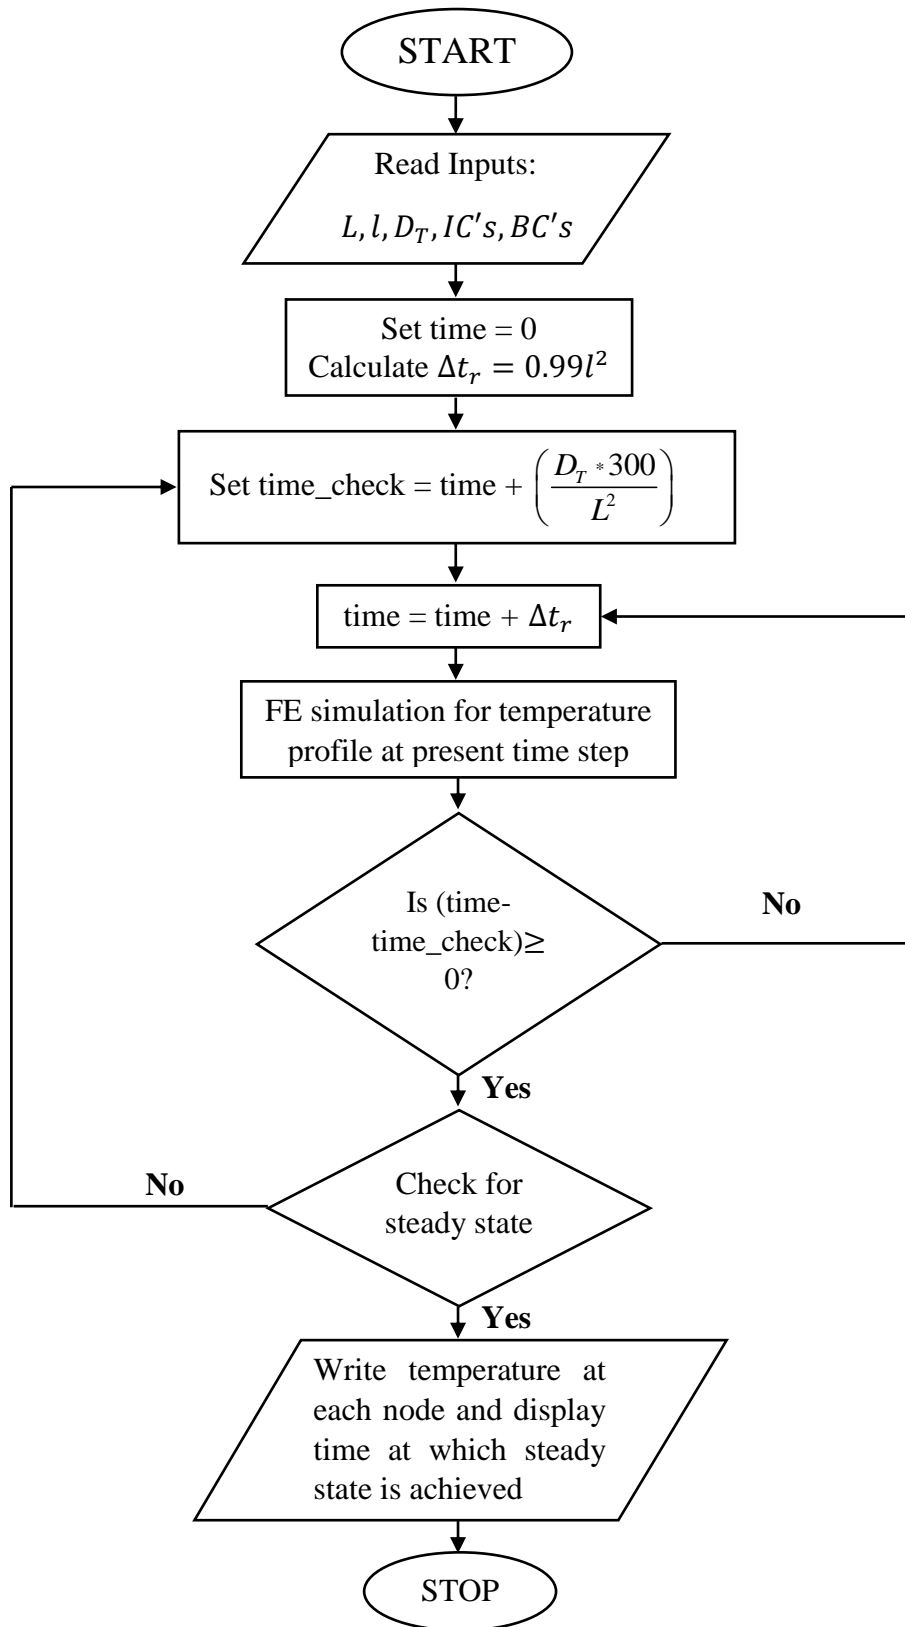 START
Read Inputs:
L, l, D_T, IC's, BC's
Set time = 0
Calculate Δt_r = 0.99l²
Set time_check = time + (D_T * 300 / L²)
time = time + Δt_r
FE simulation for temperature
profile at present time step
Is (time-
time_check)≥
0?
No
Yes
Check for
steady state
No
Yes
Write temperature at
each node and display
time at which steady
state is achieved
STOP